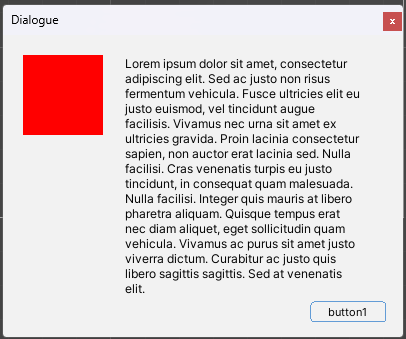 Dialogue
x
Lorem ipsum dolor sit amet, consectetur
adipiscing elit. Sed ac justo non risus
fermentum vehicula. Fusce ultricies elit eu
justo euismod, vel tincidunt augue
facilisis. Vivamus nec urna sit amet ex
ultricies gravida. Proin lacinia consectetur
sapien, non auctor erat lacinia sed. Nulla
facilisi. Cras venenatis turpis eu justo
tincidunt, in consequat quam malesuada.
Nulla facilisi. Integer quis mauris at libero
pharetra aliquam. Quisque tempus erat
nec diam aliquet, eget sollicitudin quam
vehicula. Vivamus ac purus sit amet justo
viverra dictum. Curabitur ac justo quis
libero sagittis sagittis. Sed at venenatis
elit.
button1